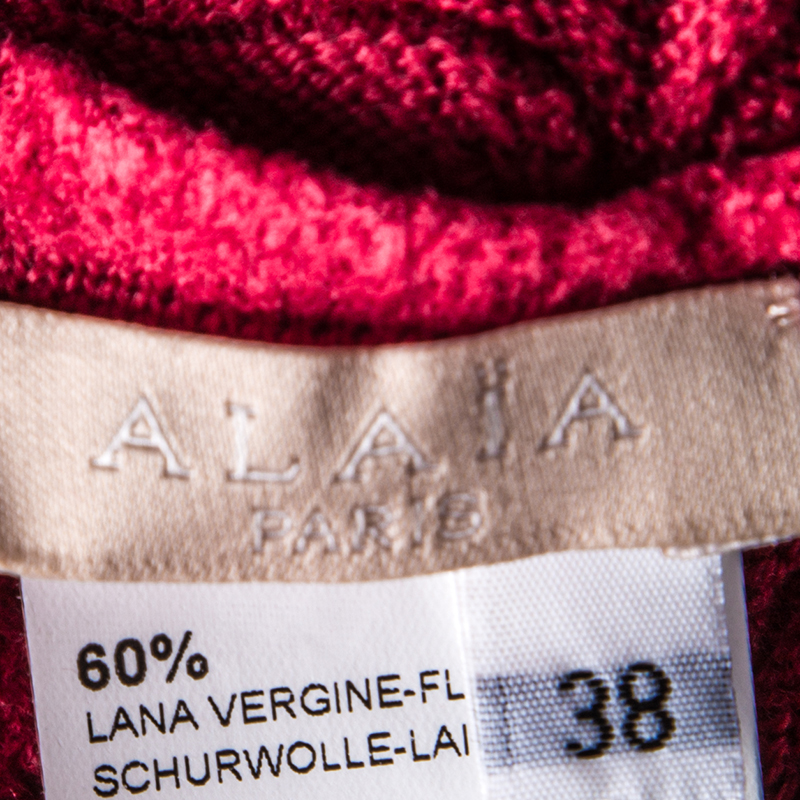 ALAÏA
PARIS
60%
LANA VERGINE-FL
SCHURWOLLE-LAI
38